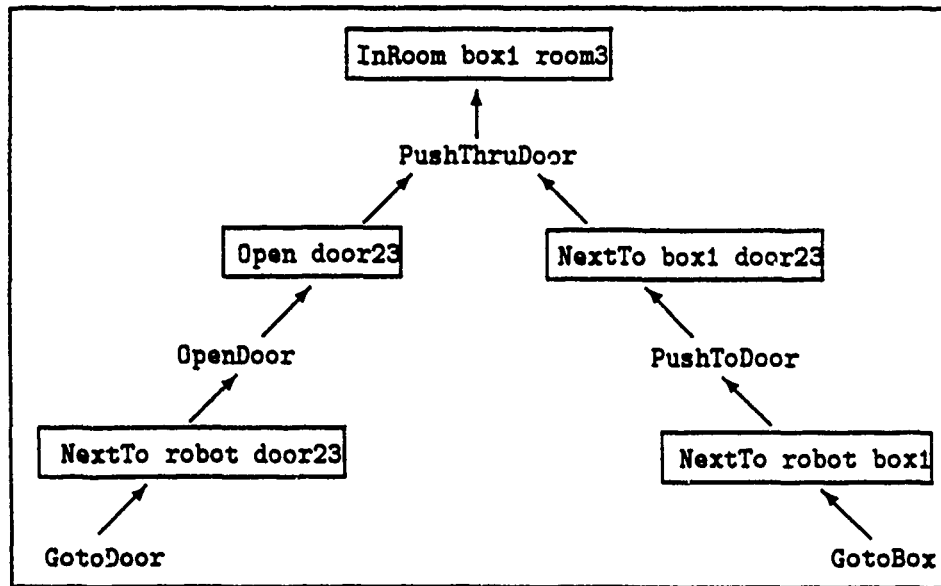 InRoom box1 room3
PushThruDoor
Open door23
NextTo box1 door23
OpenDoor
PushToDoor
NextTo robot door23
NextTo robot box1
GotoDoor
GotoBox